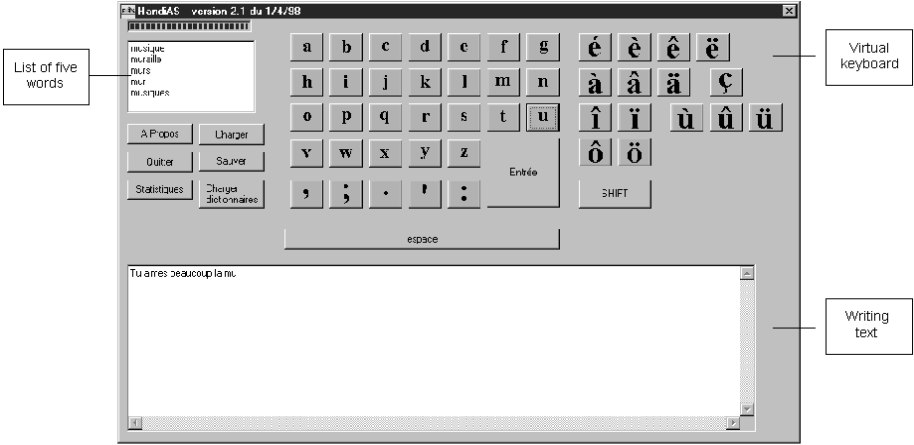 HandiAS version 2.1 du 1/4/98
List of five
words
musique
muraille
murs
mur
musiques
A Propos Charger
Quitter Sauver
Statistiques Charger
dictionnaires
a b c d e f g
h i j k l m n
o p q r s t u
v w x y z
, ; . ' :
Entrée
espace
é è ê ë
à â ä ç
î ï ù û ü
ô ö
SHIFT
Virtual
keyboard
Tu aimes beaucoup la mu
Writing
text